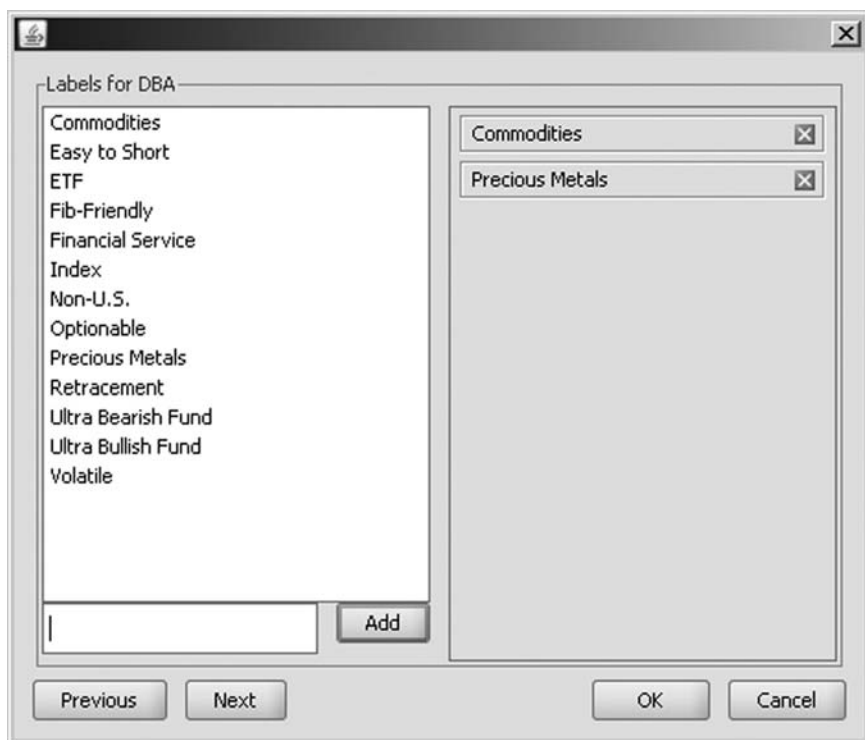 Labels for DBA
Commodities
Easy to Short
ETF
Fib-Friendly
Financial Service
Index
Non-U.S.
Optionable
Precious Metals
Retracement
Ultra Bearish Fund
Ultra Bullish Fund
Volatile
Add
Commodities
Precious Metals
Previous
Next
OK
Cancel